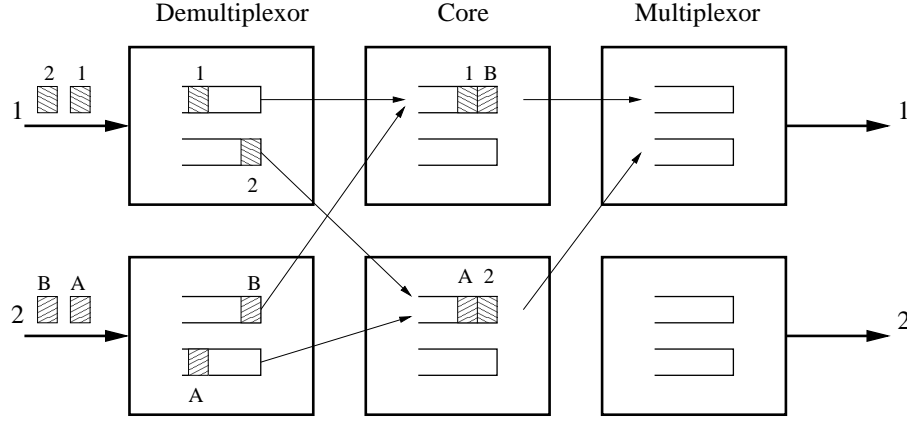 Demultiplexor Core Multiplexor
2 1 1 1 B
1 1
2
B A B A 2
2 2
A